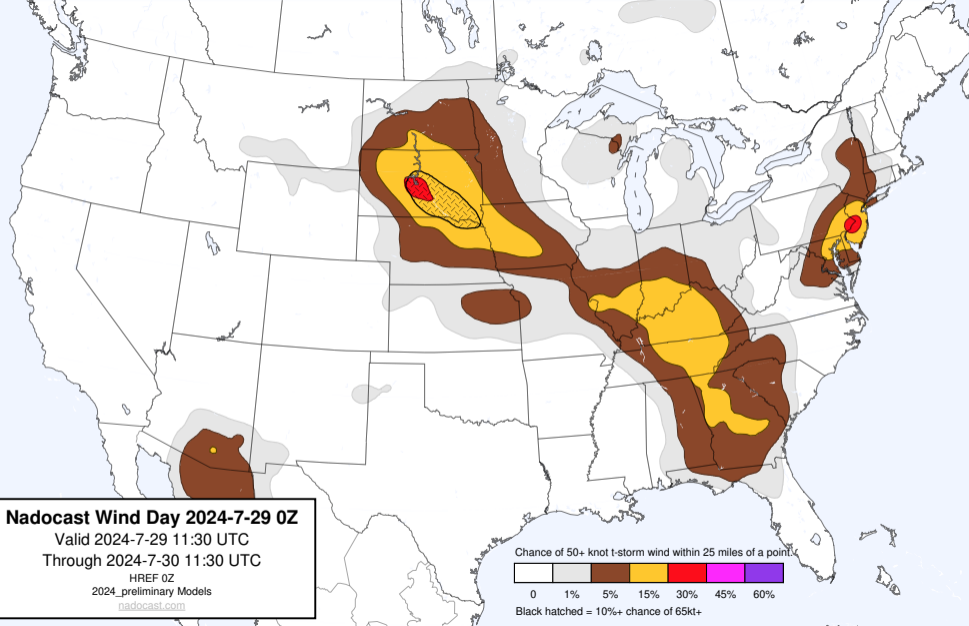 Nadocast Wind Day 2024-7-29 0Z
Valid 2024-7-29 11:30 UTC
Through 2024-7-30 11:30 UTC
HREF 0Z
2024_preliminary Models
nadocast.com
Chance of 50+ knot t-storm wind within 25 miles of a point.
0 1% 5% 15% 30% 45% 60%
Black hatched = 10%+ chance of 65kt+